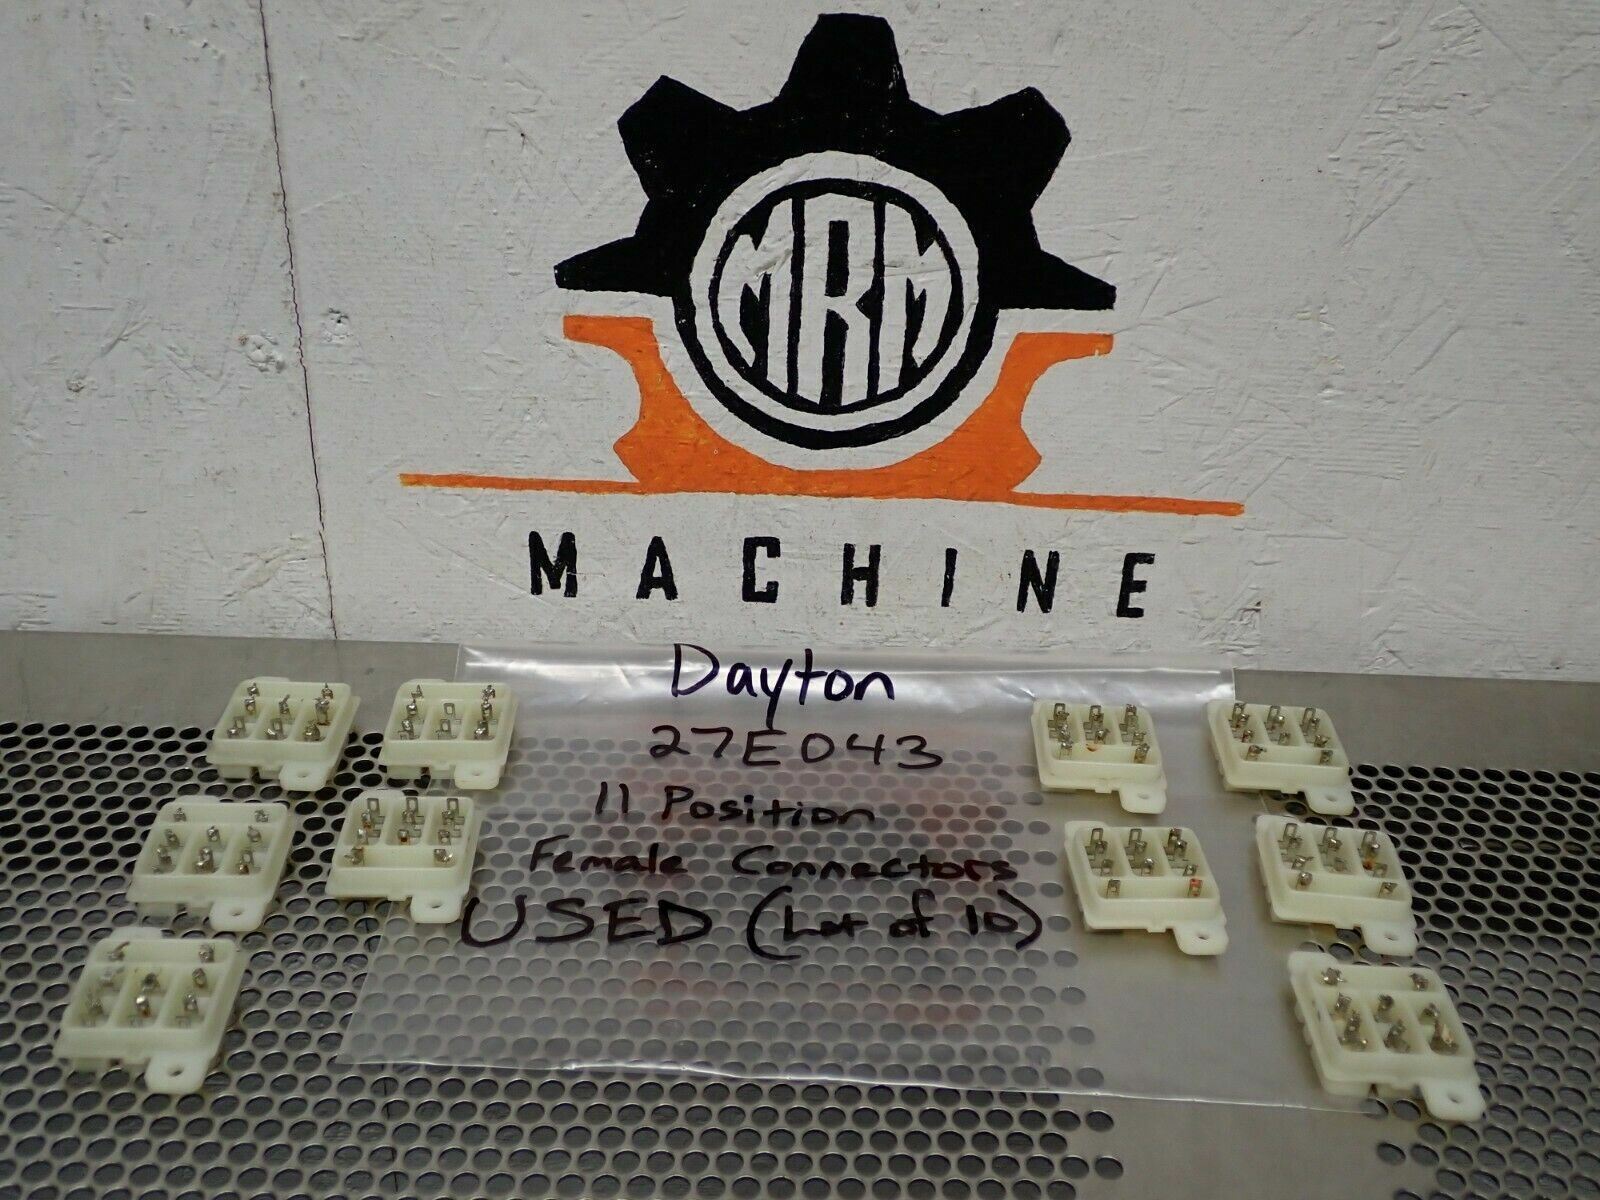 MRM
MACHINE
Dayton
27E043
11 Position
Female Connectors
USED (Lot of 10)